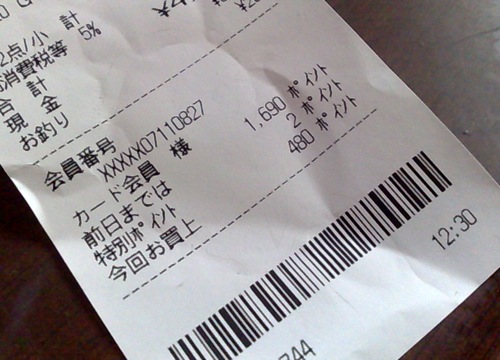 2点/小 計
消費税等 5%
合 計
現 金
お釣り
会員番号
XXXXX07110827
カード会員 様
前日までは 1,690 ポイント
特別ポイント 2 ポイント
今回お買上 480 ポイント
12:30
744